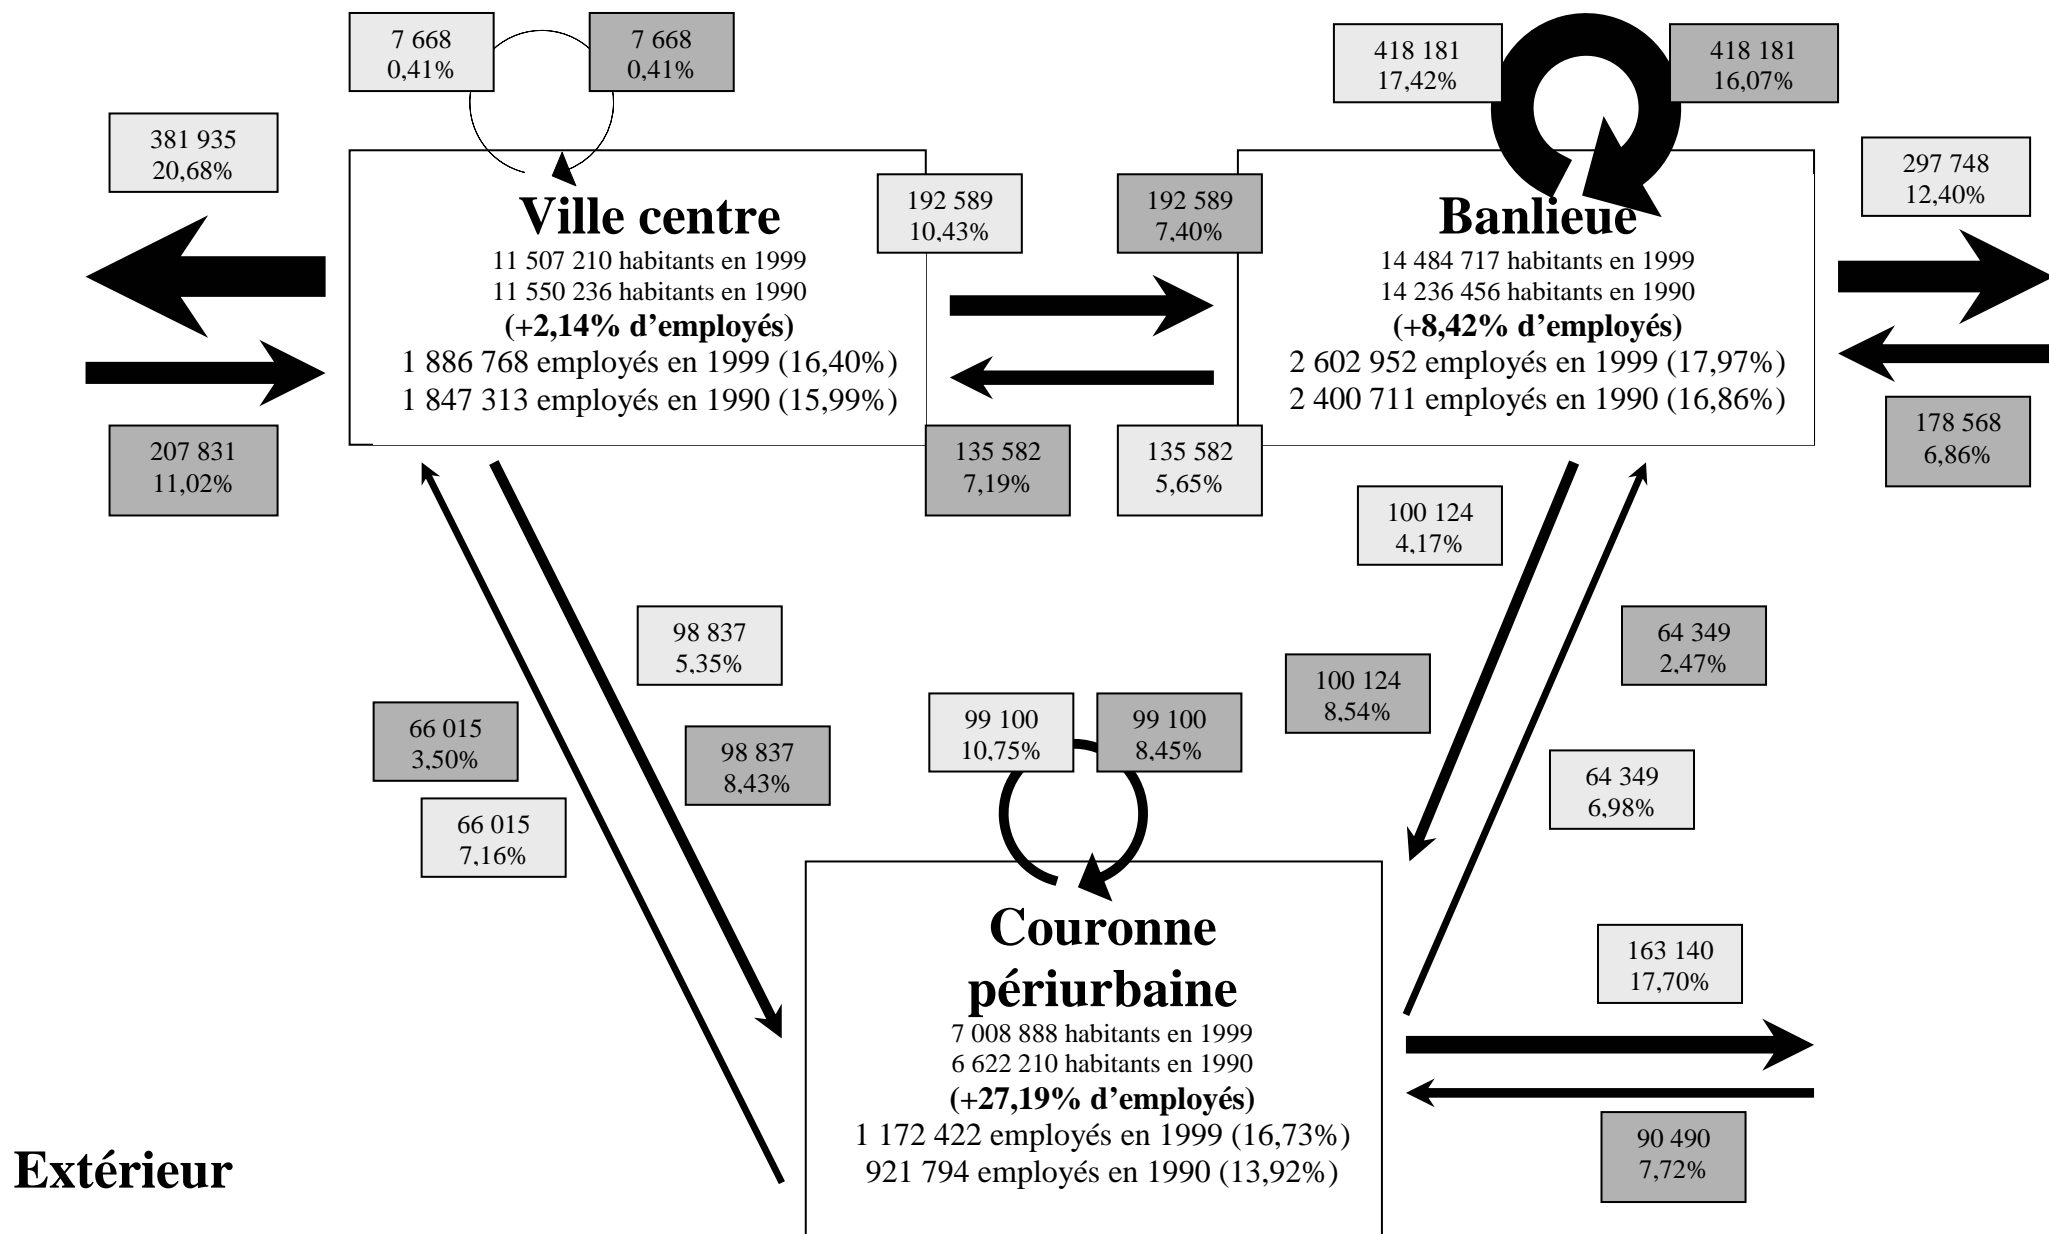 7 668
0,41%
7 668
0,41%
418 181
17,42%
418 181
16,07%
381 935
20,68%
297 748
12,40%
192 589
10,43%
192 589
7,40%
Ville centre
11 507 210 habitants en 1999
11 550 236 habitants en 1990
(+2,14% d’employés)
1 886 768 employés en 1999 (16,40%)
1 847 313 employés en 1990 (15,99%)
Banlieue
14 484 717 habitants en 1999
14 236 456 habitants en 1990
(+8,42% d’employés)
2 602 952 employés en 1999 (17,97%)
2 400 711 employés en 1990 (16,86%)
207 831
11,02%
135 582
7,19%
135 582
5,65%
178 568
6,86%
100 124
4,17%
98 837
5,35%
64 349
2,47%
100 124
8,54%
66 015
3,50%
98 837
8,43%
99 100
10,75%
99 100
8,45%
64 349
6,98%
66 015
7,16%
Couronne
périurbaine
7 008 888 habitants en 1999
6 622 210 habitants en 1990
(+27,19% d’employés)
1 172 422 employés en 1999 (16,73%)
921 794 employés en 1990 (13,92%)
163 140
17,70%
90 490
7,72%
Extérieur